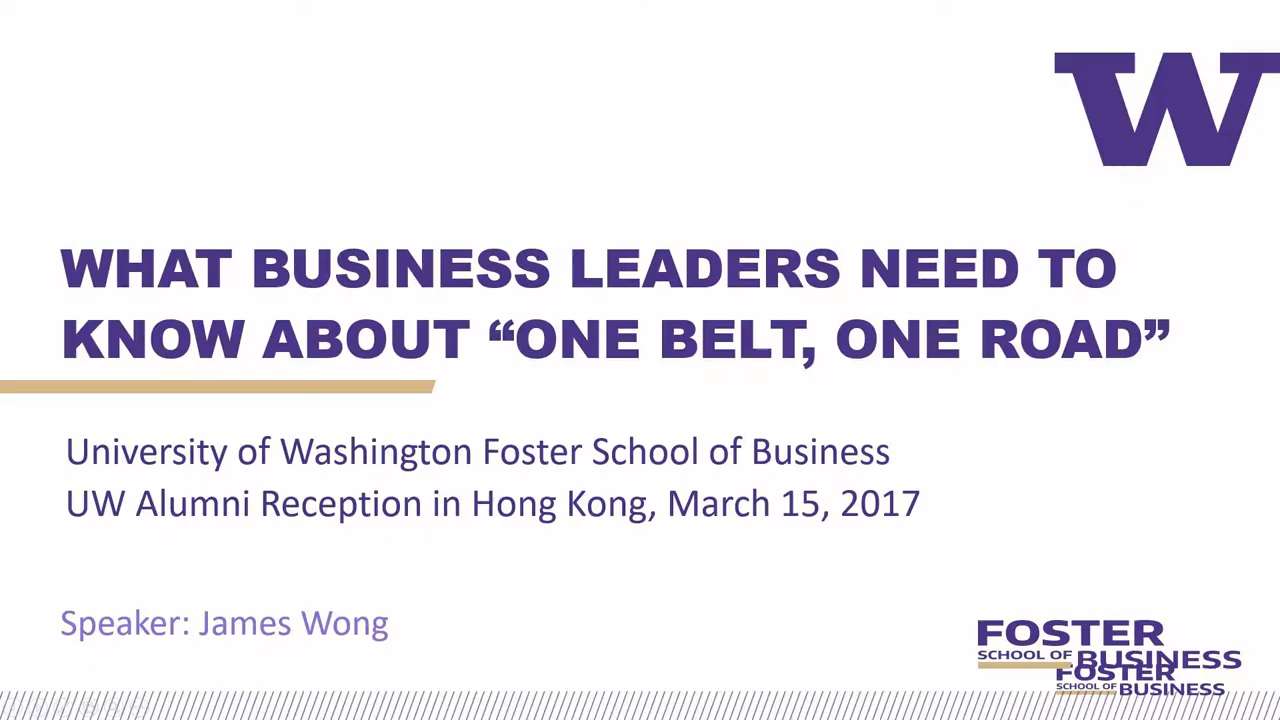 W
WHAT BUSINESS LEADERS NEED TO
KNOW ABOUT “ONE BELT, ONE ROAD”
University of Washington Foster School of Business
UW Alumni Reception in Hong Kong, March 15, 2017
Speaker: James Wong
FOSTER
SCHOOL OF BUSINESS
FOSTER
SCHOOL OF BUSINESS